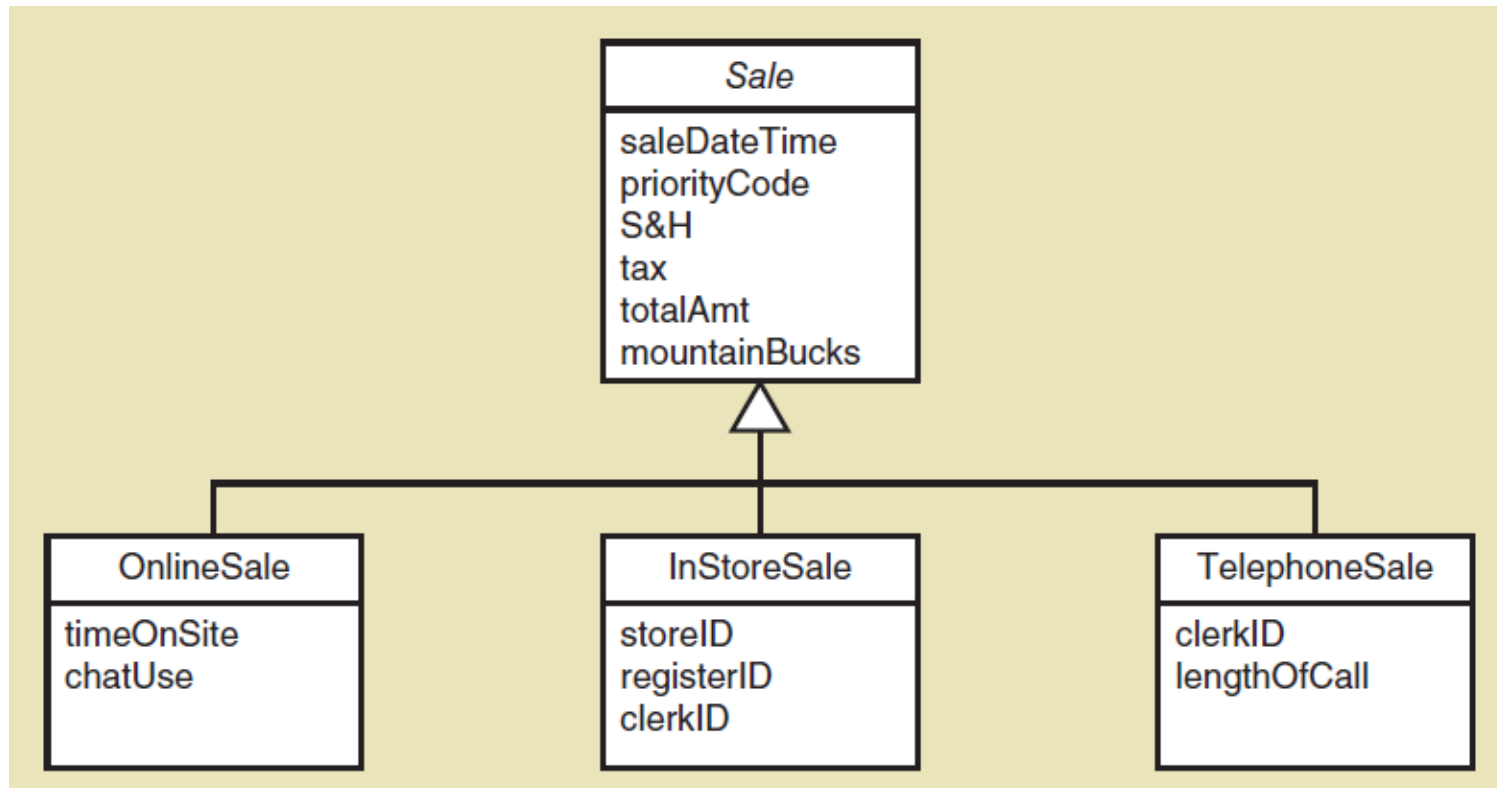 Sale
saleDateTime
priorityCode
S&H
tax
totalAmt
mountainBucks
OnlineSale
timeOnSite
chatUse
InStoreSale
storeID
registerID
clerkID
TelephoneSale
clerkID
lengthOfCall